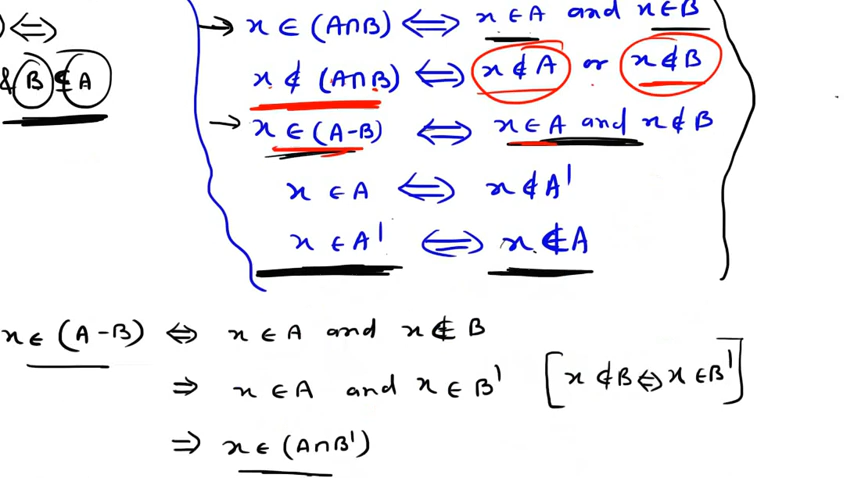 ) ⇔
& B ⊄ A
→ x ∈ (A∩B) ⇔ x ∈ A and x ∈ B
x ∉ (A∩B) ⇔ x ∉ A or x ∉ B
→ x ∈ (A-B) ⇔ x ∈ A and x ∉ B
x ∈ A ⇔ x ∉ A'
x ∈ A' ⇔ x ∉ A
x ∈ (A-B) ⇔ x ∈ A and x ∉ B
⇒ x ∈ A and x ∈ B' [x ∉ B ⇔ x ∈ B']
⇒ x ∈ (A∩B')